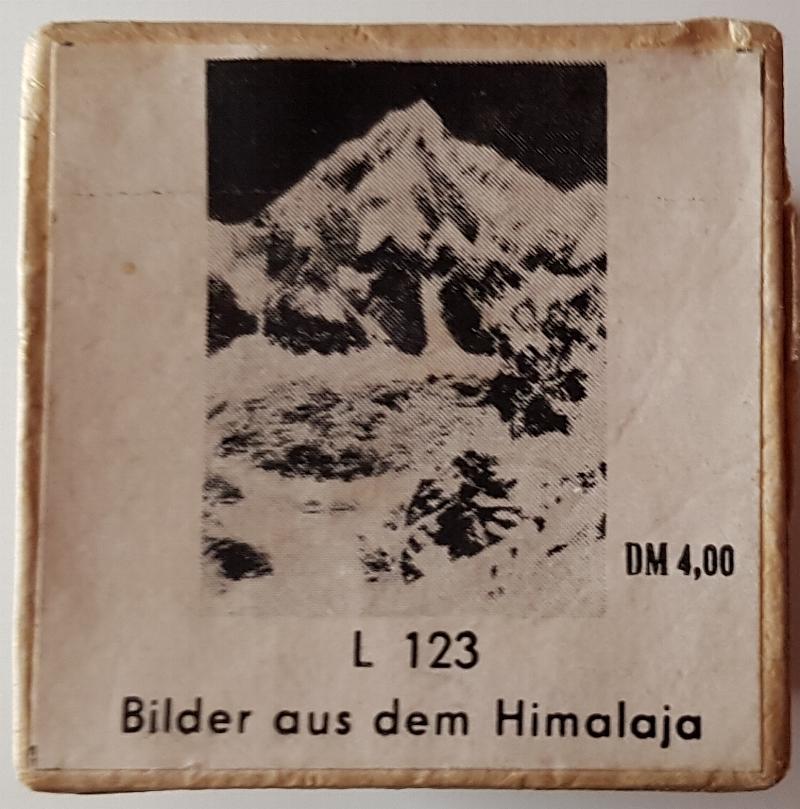 DM 4,00
L 123
Bilder aus dem Himalaja